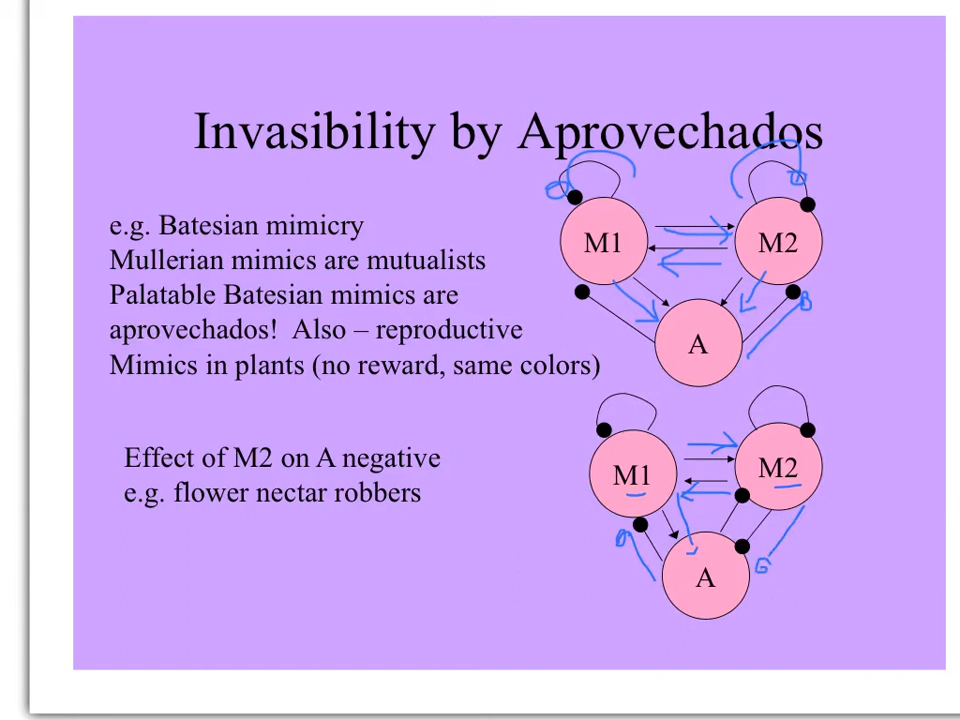 Invasibility by Aprovechados
e.g. Batesian mimicry
Mullerian mimics are mutualists
Palatable Batesian mimics are
aprovechados!  Also – reproductive
Mimics in plants (no reward, same colors)
M1
M2
A
Effect of M2 on A negative
e.g. flower nectar robbers
M1
M2
A